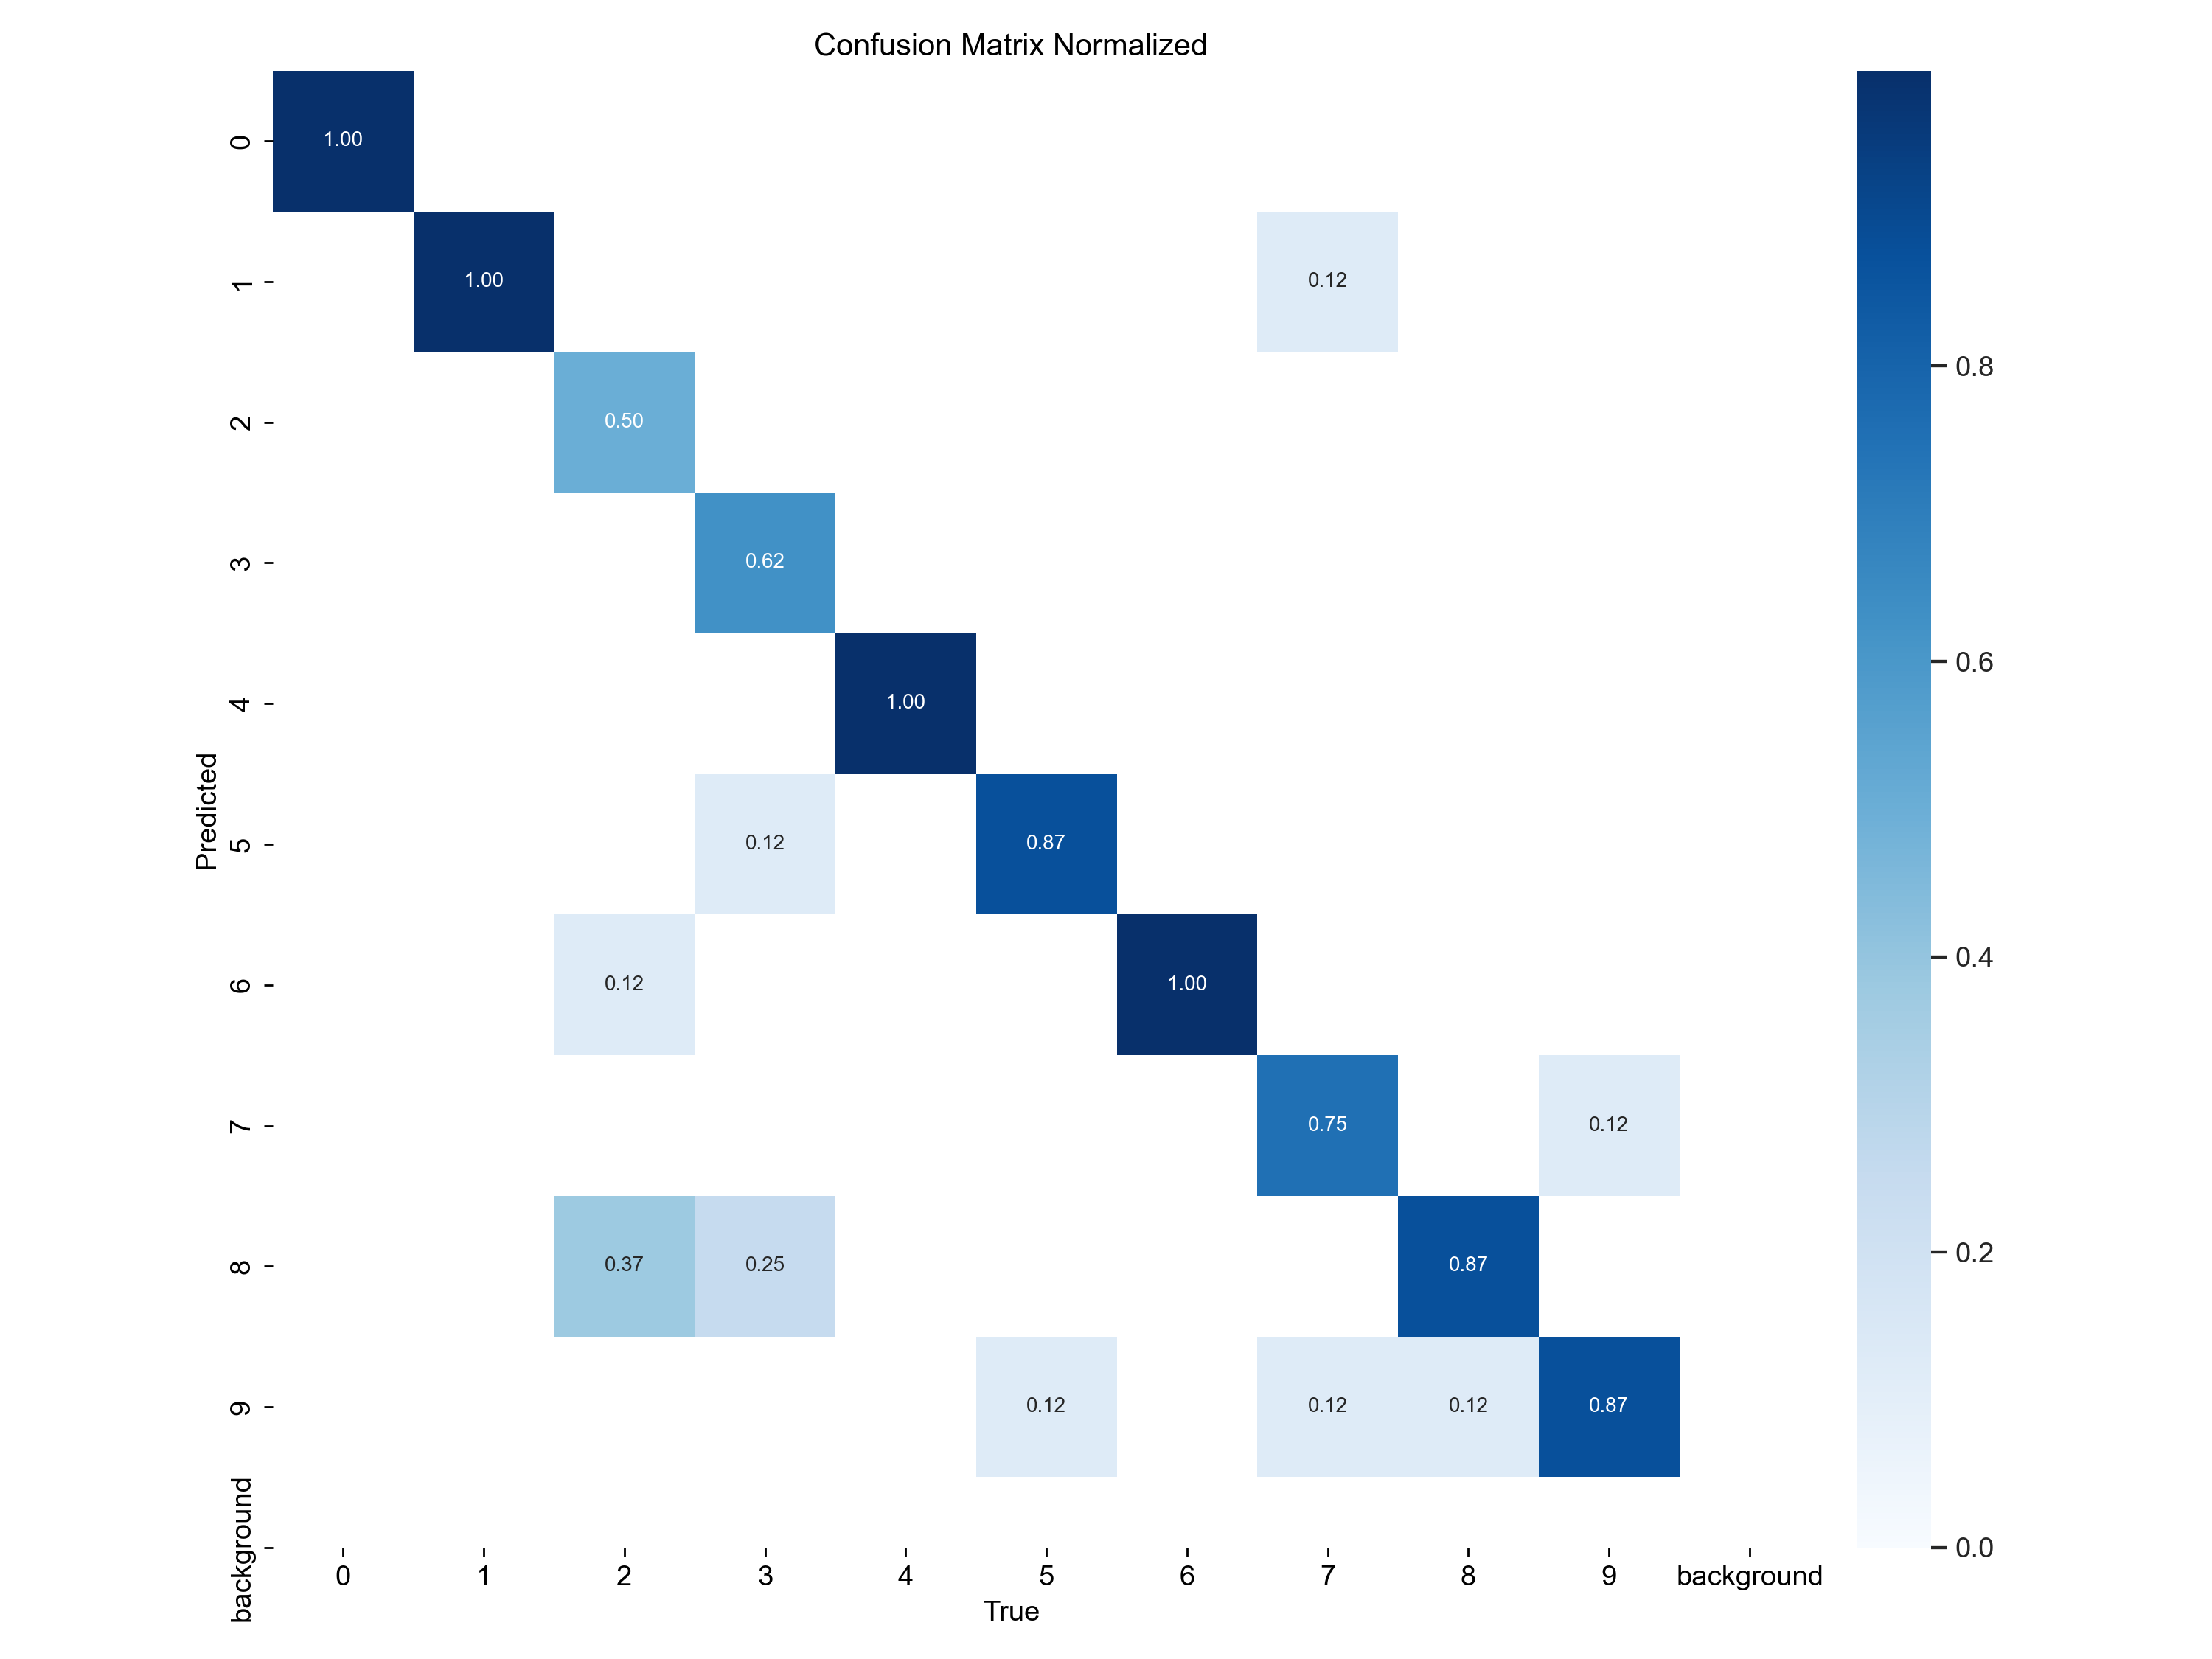 Confusion Matrix Normalized
0 1.00
1 1.00 0.12
0.8
2 0.50
3 0.62
0.6
4 1.00
Predicted
5 0.12 0.87
0.4
6 0.12 1.00
7 0.75 0.12
8 0.37 0.25 0.87
0.2
9 0.12 0.12 0.12 0.87
background
0.0
0 1 2 3 4 5 6 7 8 9 background
True